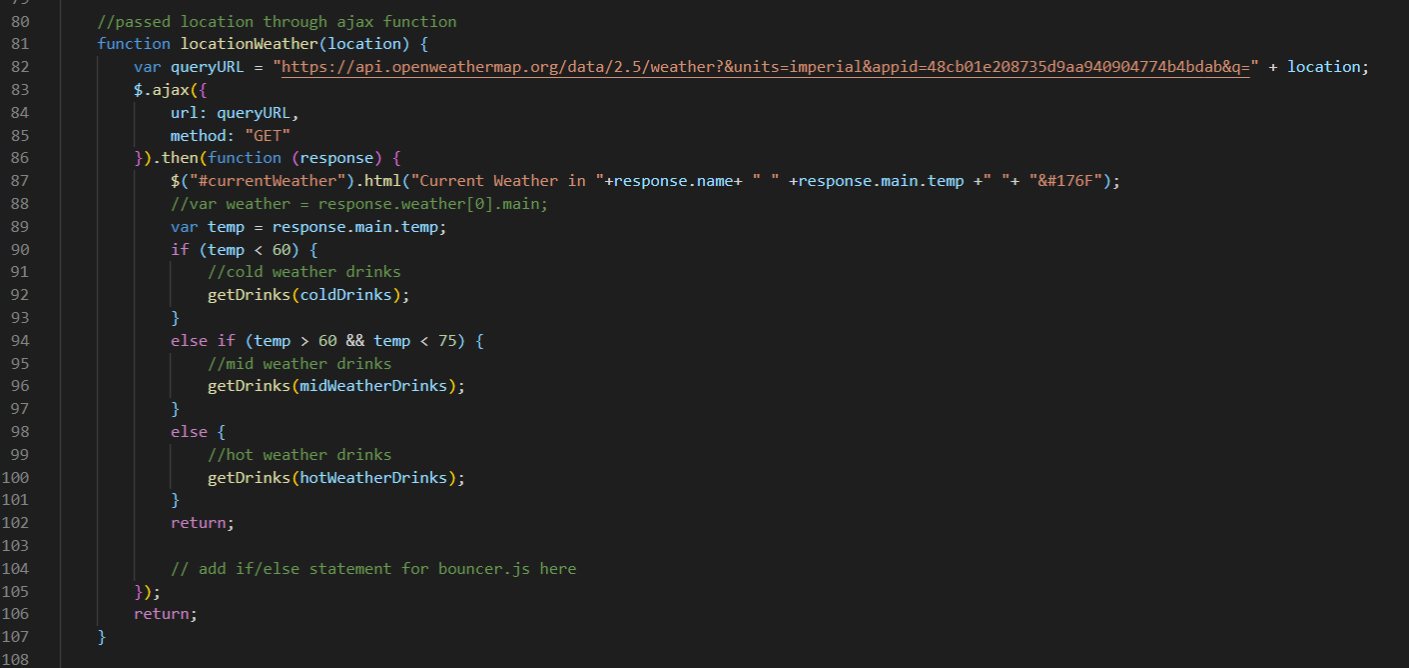 80 //passed location through ajax function
81 function locationWeather(location) {
82 var queryURL = "https://api.openweathermap.org/data/2.5/weather?&units=imperial&appid=48cb01e208735d9aa940904774b4bdab&q=" + location;
83 $.ajax({
84 url: queryURL,
85 method: "GET"
86 }).then(function (response) {
87 $("#currentWeather").html("Current Weather in "+response.name+ " " +response.main.temp +" "+ "&#176F");
88 //var weather = response.weather[0].main;
89 var temp = response.main.temp;
90 if (temp < 60) {
91 //cold weather drinks
92 getDrinks(coldDrinks);
93 }
94 else if (temp > 60 && temp < 75) {
95 //mid weather drinks
96 getDrinks(midWeatherDrinks);
97 }
98 else {
99 //hot weather drinks
100 getDrinks(hotWeatherDrinks);
101 }
102 return;
103
104 // add if/else statement for bouncer.js here
105 });
106 return;
107 }
108